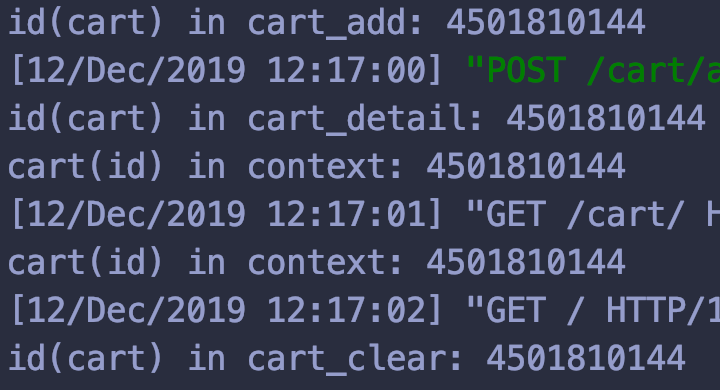 id(cart) in cart_add: 4501810144
[12/Dec/2019 12:17:00] "POST /cart/a
id(cart) in cart_detail: 4501810144
cart(id) in context: 4501810144
[12/Dec/2019 12:17:01] "GET /cart/ H
cart(id) in context: 4501810144
[12/Dec/2019 12:17:02] "GET / HTTP/1
id(cart) in cart_clear: 4501810144